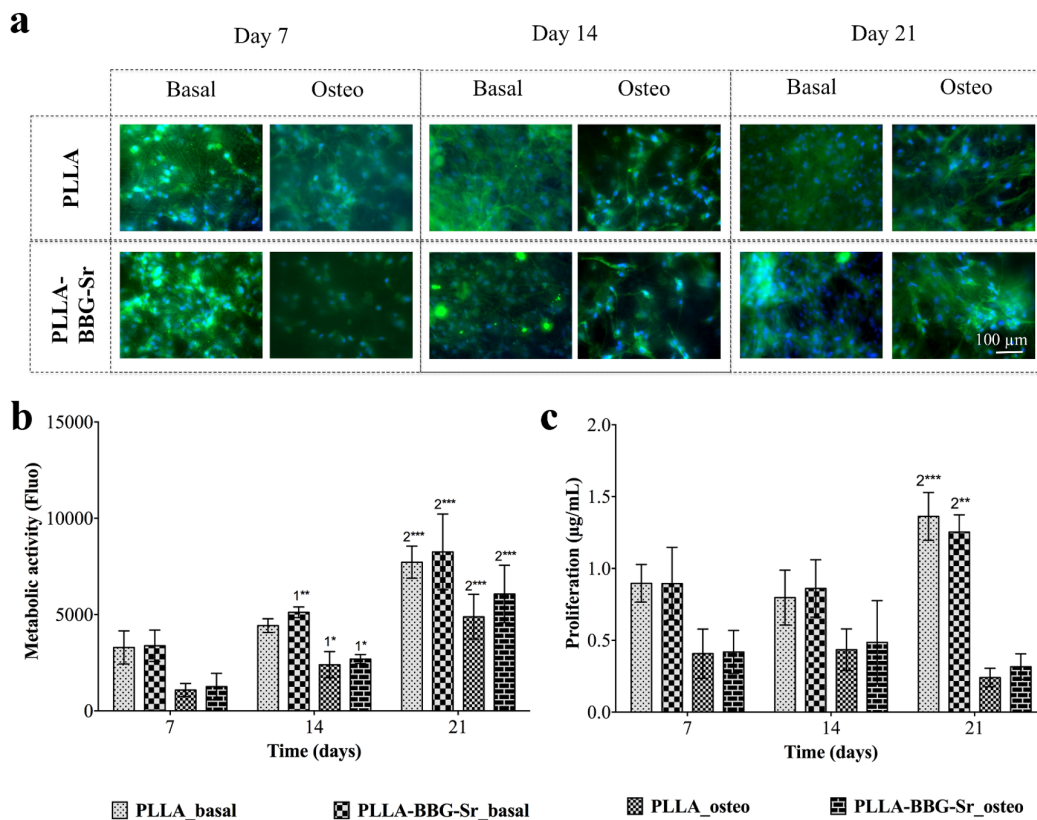 a
Day 7
Day 14
Day 21
Basal
Osteo
Basal
Osteo
Basal
Osteo
PLLA
PLLA-
BBG-Sr
100 µm
b
Metabolic activity (Fluo)
15000
10000
5000
0
1**
1*
1*
2***
2***
2***
2***
7
14
21
Time (days)
c
Proliferation (µg/mL)
2.0
1.5
1.0
0.5
0.0
2***
2**
7
14
21
Time (days)
PLLA_basal
PLLA-BBG-Sr_basal
PLLA_osteo
PLLA-BBG-Sr_osteo